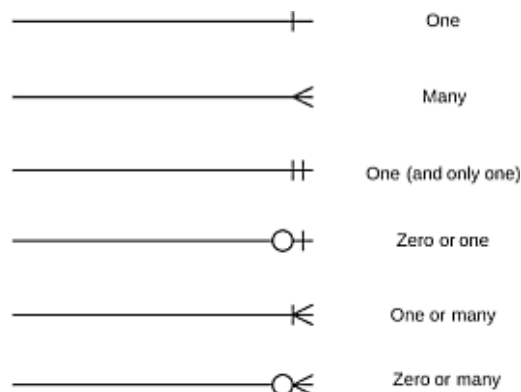 One
Many
One (and only one)
Zero or one
One or many
Zero or many